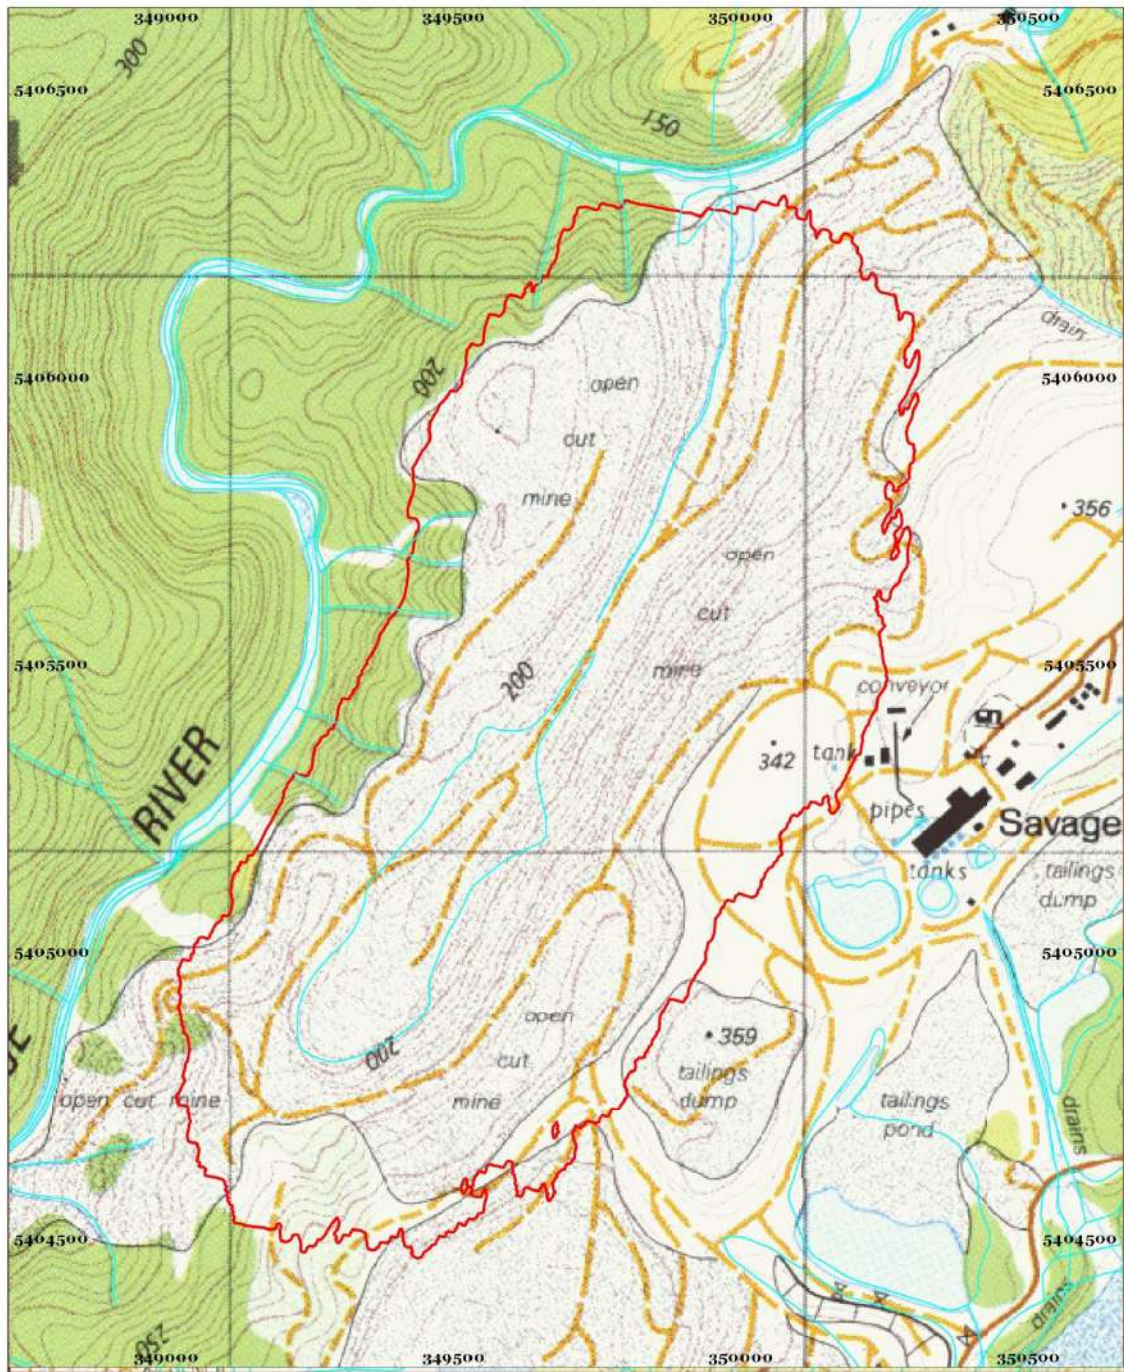 349000 349500 350000 350500
300
5406500 5406500
150
drain
200
5406000 5406000
open
cut
mine
356
open
cut
mine
5405500 5405500
200
conveyor
342
tank
pipes
Savage
RIVER
tanks
tailings
dump
5405000 5405000
open
cut
mine
200
359
tailings
dump
open cut mine
tailings
pond
drains
5404500 5404500
drains
250
349000 349500 350000 350500